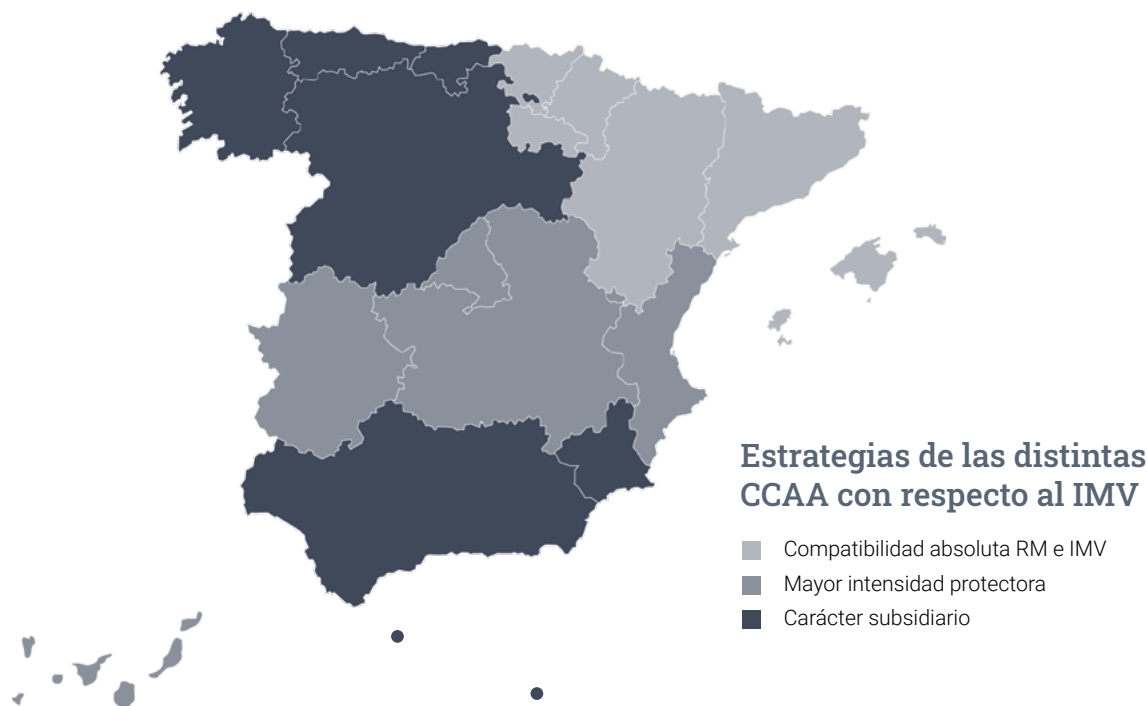 Estrategias de las distintas
CCAA con respecto al IMV
Compatibilidad absoluta RM e IMV
Mayor intensidad protectora
Carácter subsidiario